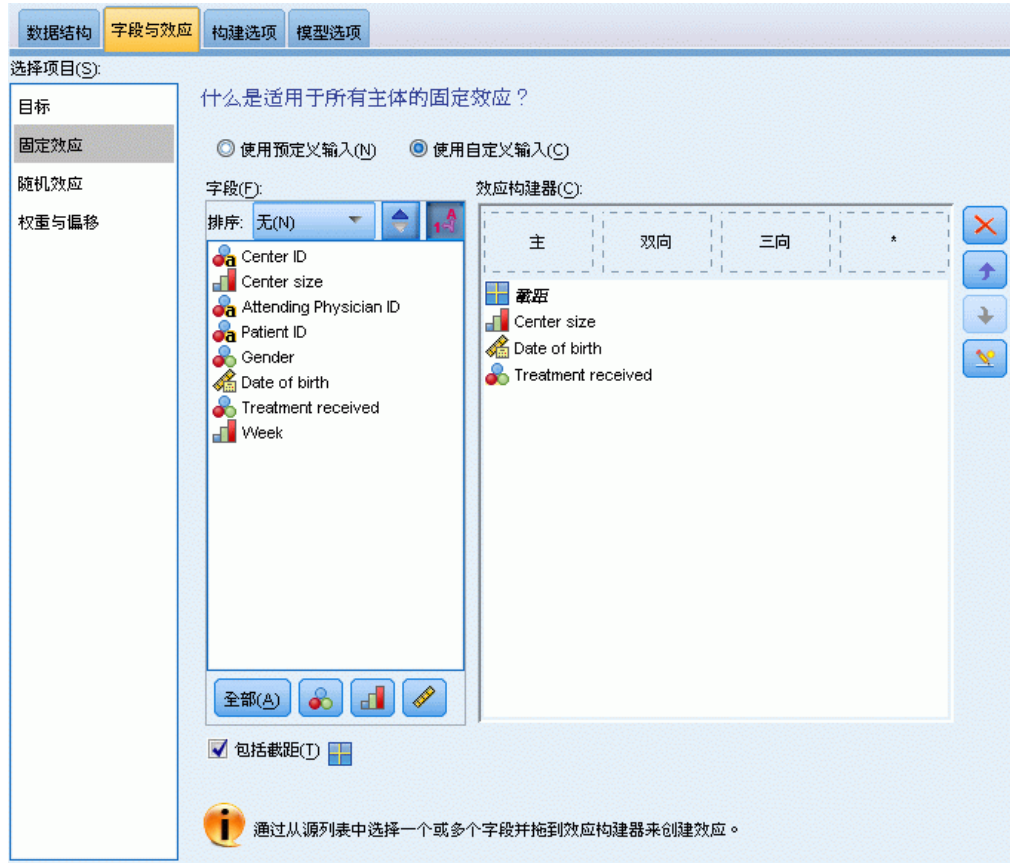 数据结构 字段与效应 构建选项 模型选项
选择项目(S):
目标
固定效应
随机效应
权重与偏移
什么是适用于所有主体的固定效应？
使用预定义输入(N) 使用自定义输入(C)
字段(F):
排序: 无(N)
Center ID
Center size
Attending Physician ID
Patient ID
Gender
Date of birth
Treatment received
Week
全部(A)
效应构建器(C):
主 双向 三向 *
截距
Center size
Date of birth
Treatment received
包括截距(T)
通过从源列表中选择一个或多个字段并拖到效应构建器来创建效应。